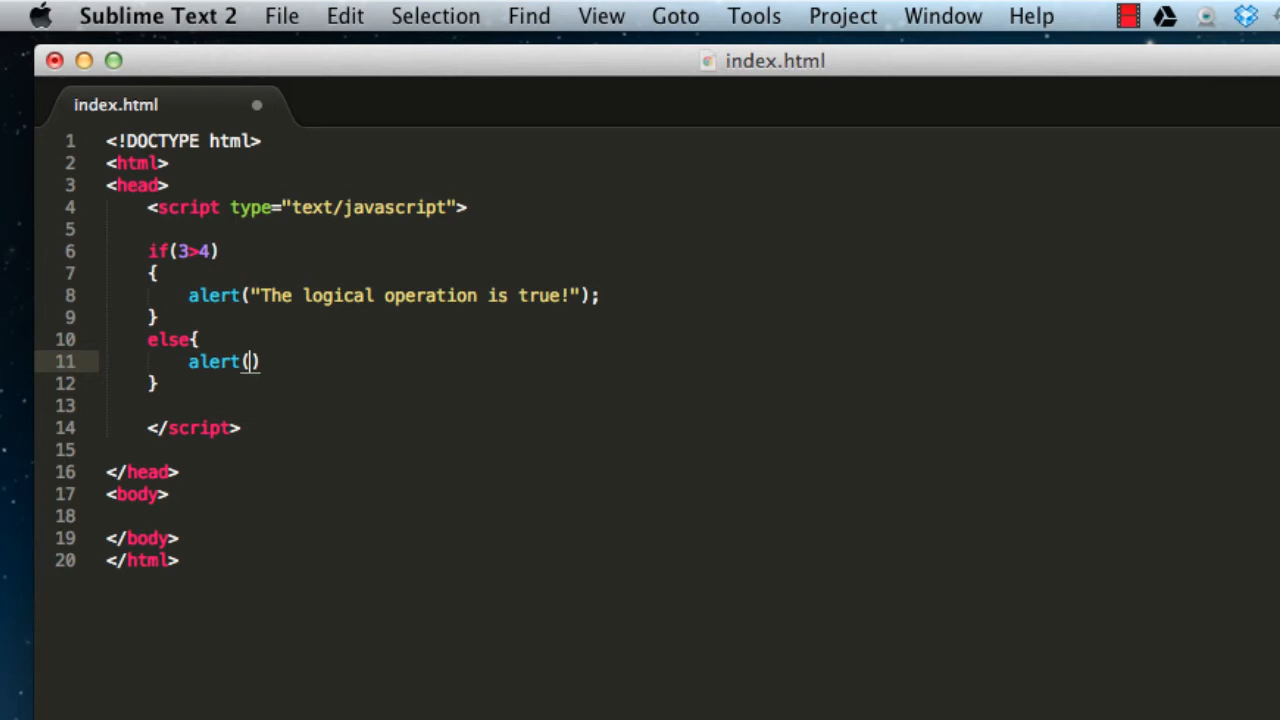 Sublime Text 2 File Edit Selection Find View Goto Tools Project Window Help
index.html
index.html
1 <!DOCTYPE html>
2 <html>
3 <head>
4 <script type="text/javascript">
5
6 if(3>4)
7 {
8 alert("The logical operation is true!");
9 }
10 else{
11 alert()
12 }
13
14 </script>
15
16 </head>
17 <body>
18
19 </body>
20 </html>